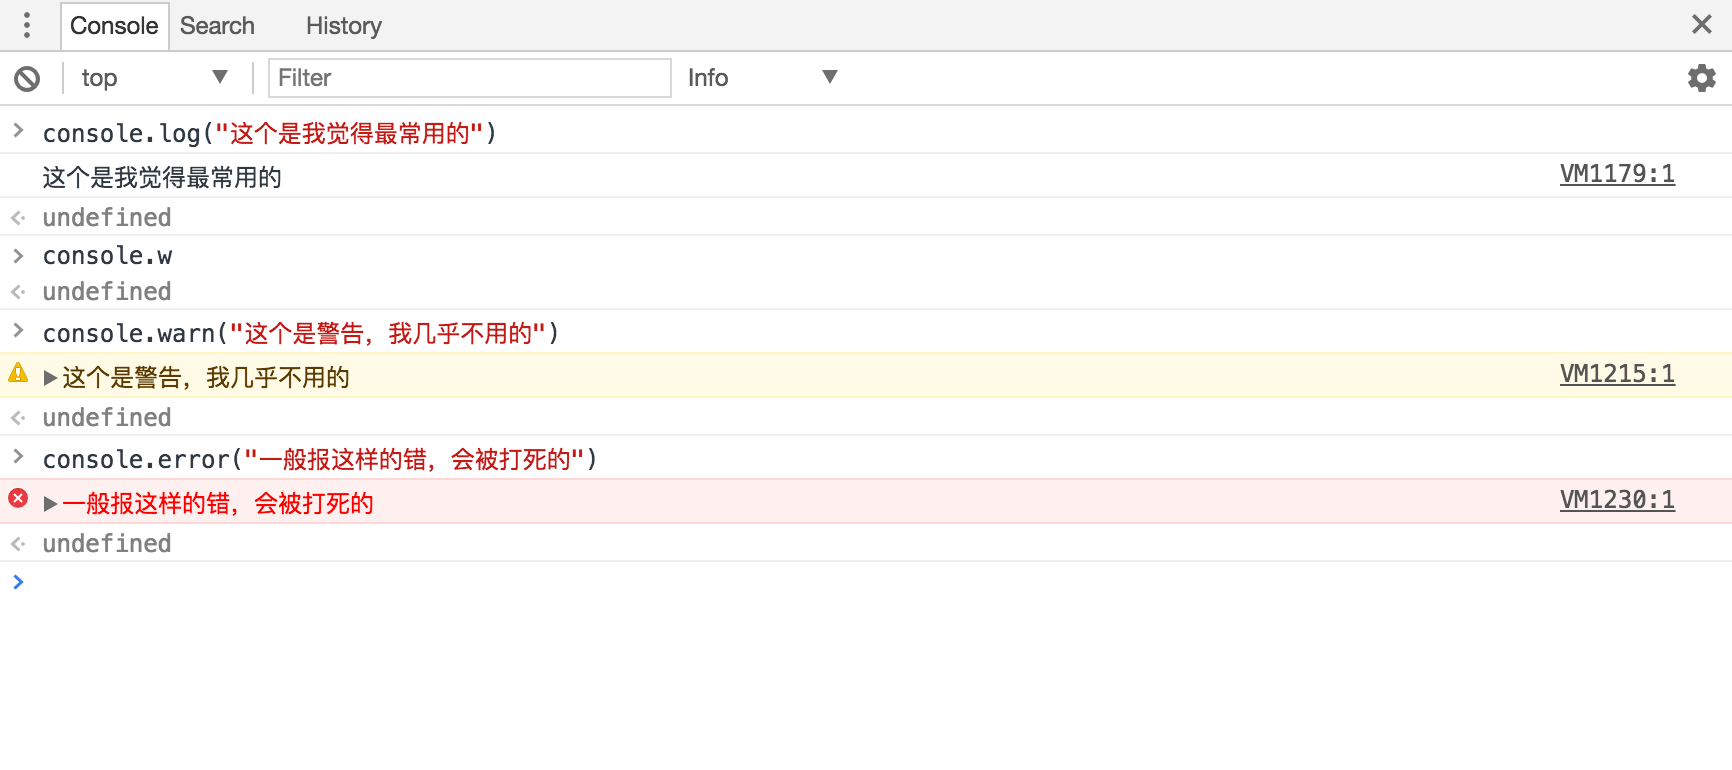 Console Search History
top Filter Info
console.log("这个是我觉得最常用的")
这个是我觉得最常用的 VM1179:1
undefined
console.w
undefined
console.warn("这个是警告，我几乎不用的")
这个是警告，我几乎不用的 VM1215:1
undefined
console.error("一般报这样的错，会被打死的")
一般报这样的错，会被打死的 VM1230:1
undefined